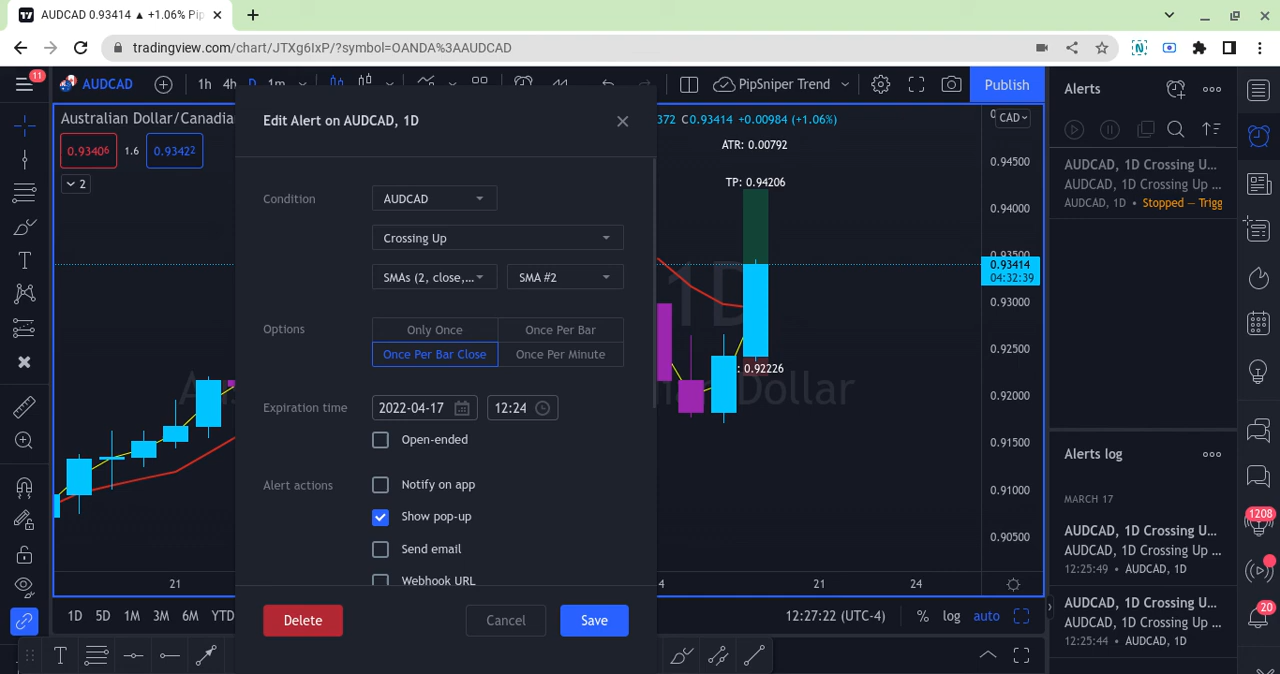 AUDCAD 0.93414 ▲ +1.06% Pip
tradingview.com/chart/JTXg6IxP/?symbol=OANDA%3AAUDCAD
11
AUDCAD
1h 4h D 1m
PipSniper Trend
Publish
Australian Dollar/Canadia
372 C0.93414 +0.00984 (+1.06%)
0.93406 1.6 0.93422
2
ATR: 0.00792
TP: 0.94206
: 0.92226
1D
Dollar
CAD
0.94500
0.94000
0.93500
0.93414
04:32:39
0.93000
0.92500
0.92000
0.91500
0.91000
0.90500
21
4
21
24
Edit Alert on AUDCAD, 1D
Condition
AUDCAD
Crossing Up
SMAs (2, close,...
SMA #2
Options
Only Once
Once Per Bar
Once Per Bar Close
Once Per Minute
Expiration time
2022-04-17
12:24
Open-ended
Alert actions
Notify on app
Show pop-up
Send email
Webhook URL
Delete
Cancel
Save
1D 5D 1M 3M 6M YTD
12:27:22 (UTC-4)
% log auto
Alerts
AUDCAD, 1D Crossing U...
AUDCAD, 1D Crossing Up ...
AUDCAD, 1D • Stopped — Trigg
Alerts log
MARCH 17
AUDCAD, 1D Crossing U...
AUDCAD, 1D Crossing Up ...
12:25:49 • AUDCAD, 1D
AUDCAD, 1D Crossing U...
AUDCAD, 1D Crossing Up ...
12:25:44 • AUDCAD, 1D
1208
20